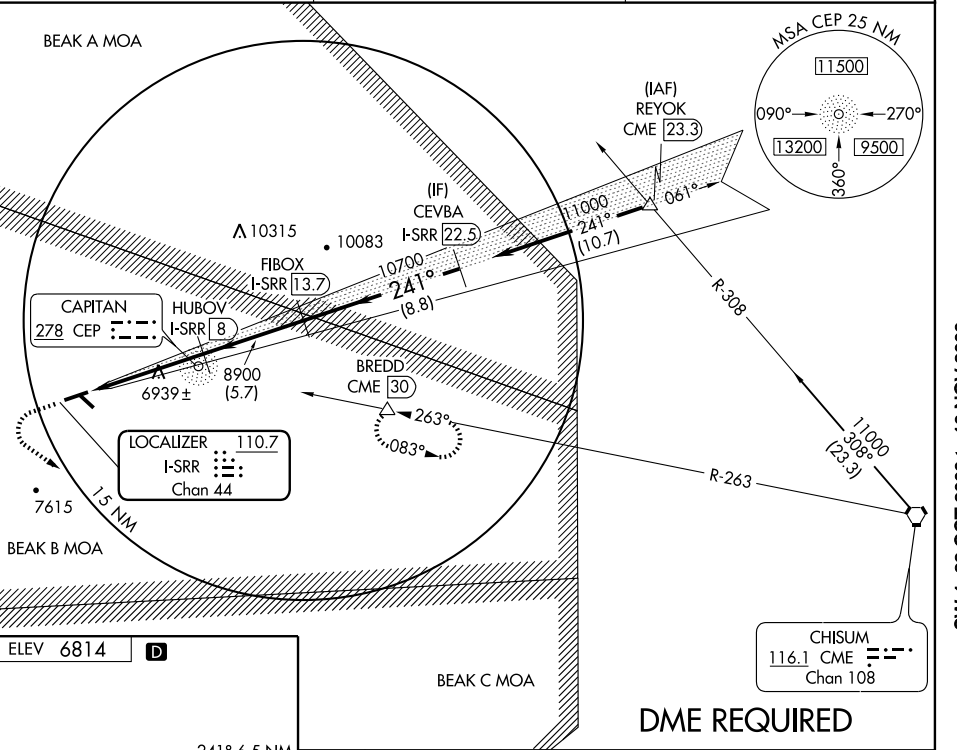 BEAK A MOA
MSA CEP 25 NM
11500
090°
270°
13200
9500
360°
(IAF)
REYOK
CME 23.3
061°
11000
241°
(10.7)
(IF)
CEVBA
I-SRR 22.5
10315
10083
10700
241°
(8.8)
FIBOX
I-SRR 13.7
CAPITAN
278 CEP
HUBOV
I-SRR 8
R-308
6939±
8900
(5.7)
BREDD
CME 30
263°
083°
11000
308°
(23.3)
R-263
LOCALIZER 110.7
I-SRR
Chan 44
7615
15 NM
BEAK B MOA
ELEV 6814 D
BEAK C MOA
CHISUM
116.1 CME
Chan 108
DME REQUIRED